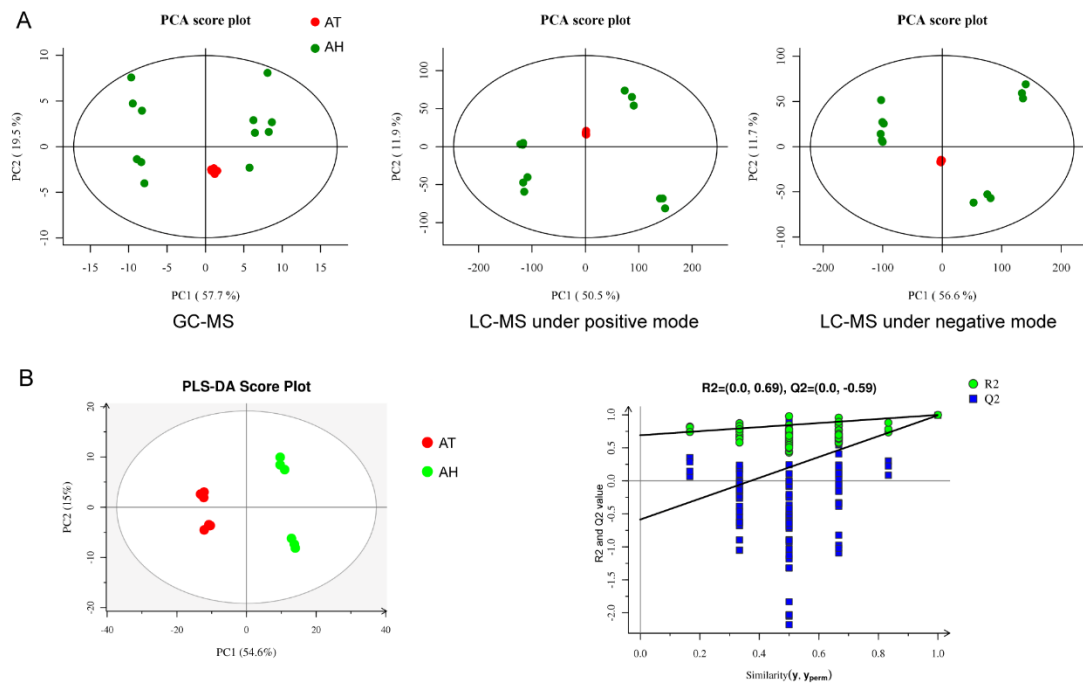 A
PCA score plot
AT
AH
PC2 ( 19.5 %)
10
5
0
-5
-10
-15
-10
-5
0
5
10
15
PC1 ( 57.7 %)
GC-MS
PCA score plot
PC2 ( 11.9 %)
100
50
0
-50
-100
-200
-100
0
100
200
PC1 ( 50.5 %)
LC-MS under positive mode
PCA score plot
PC2 ( 11.7 %)
100
50
0
-50
-100
-200
-100
0
100
200
PC1 ( 56.6 %)
LC-MS under negative mode
B
PLS-DA Score Plot
PC2 ( 15%)
20
10
0
-10
-20
-40
-20
0
20
40
PC1 (54.6%)
AT
AH
R2=(0.0, 0.69), Q2=(0.0, -0.59)
R2
Q2
R2 and Q2 value
1.0
0.5
0.0
-0.5
-1.0
-1.5
-2.0
0.0
0.2
0.4
0.6
0.8
1.0
Similarity(y, yperm)